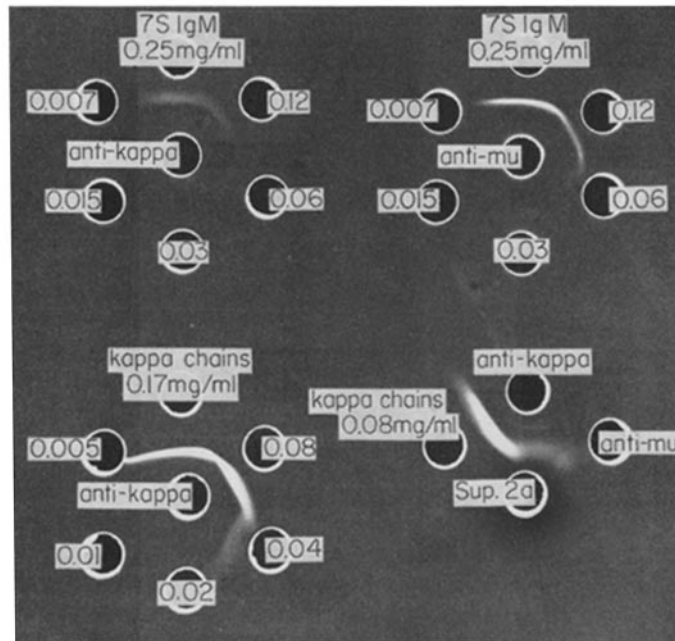 7S IgM
0.25mg/ml
0.007
0.12
anti-kappa
0.015
0.06
0.03
7S IgM
0.25mg/ml
0.007
0.12
anti-mu
0.015
0.06
0.03
kappa chains
0.17mg/ml
0.005
0.08
anti-kappa
0.01
0.04
0.02
anti-kappa
kappa chains
0.08mg/ml
anti-mu
Sup. 2a